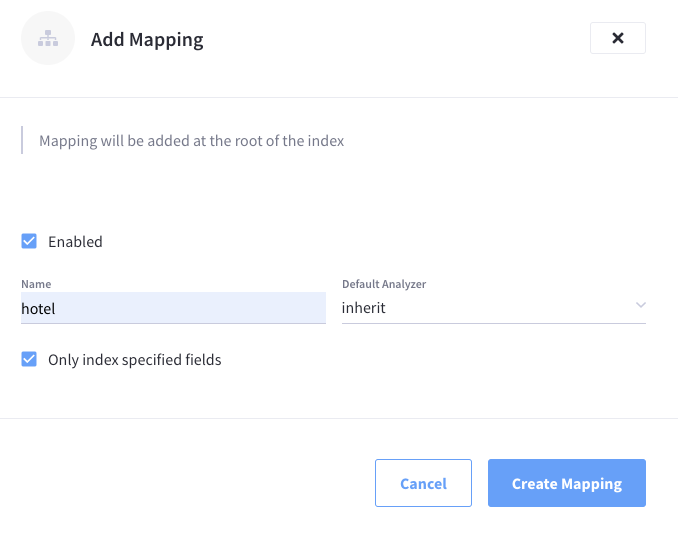 Add Mapping
Mapping will be added at the root of the index
Enabled
Name
Default Analyzer
hotel
inherit
Only index specified fields
Cancel
Create Mapping